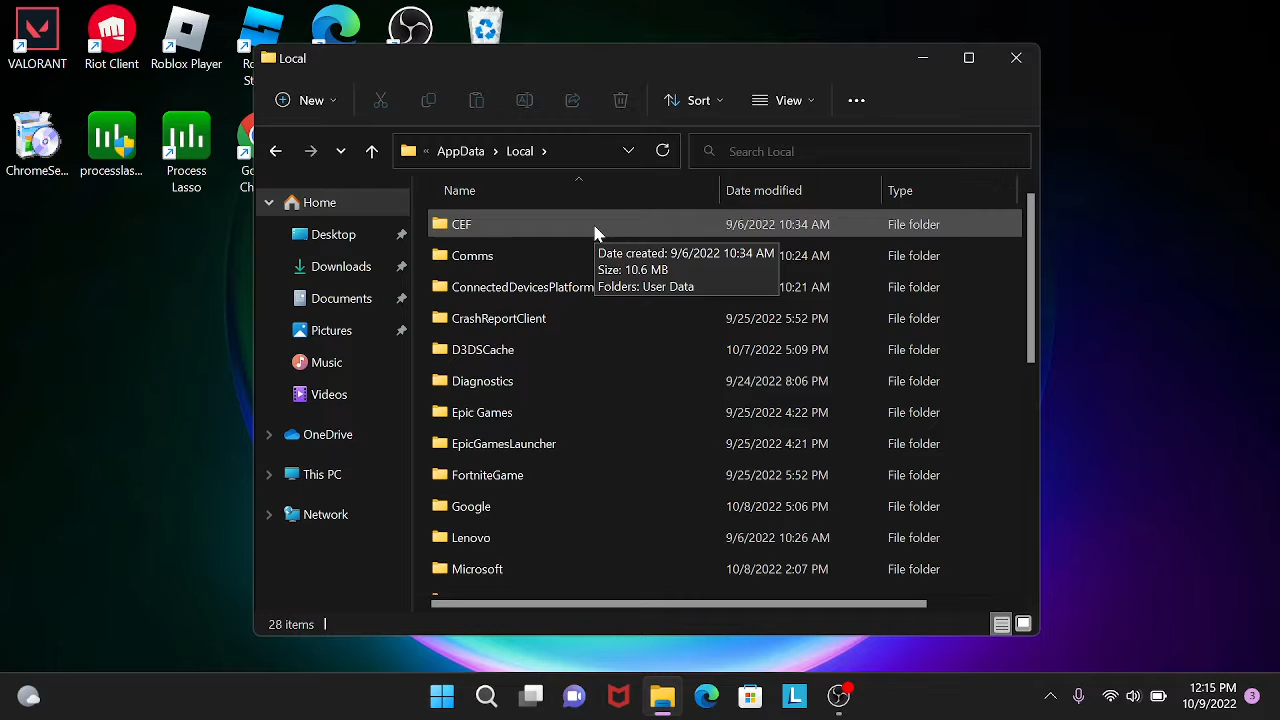 VALORANT
Riot Client
Roblox Player
Ro
St
ChromeSe...
processlas...
Process
Lasso
Go
Ch
Local
New
Sort
View
« AppData > Local >
Search Local
Name
Date modified
Type
Home
Desktop
Downloads
Documents
Pictures
Music
Videos
OneDrive
This PC
Network
CEF 9/6/2022 10:34 AM File folder
Comms 10:24 AM File folder
ConnectedDevicesPlatform 10:21 AM File folder
CrashReportClient 9/25/2022 5:52 PM File folder
D3DSCache 10/7/2022 5:09 PM File folder
Diagnostics 9/24/2022 8:06 PM File folder
Epic Games 9/25/2022 4:22 PM File folder
EpicGamesLauncher 9/25/2022 4:21 PM File folder
FortniteGame 9/25/2022 5:52 PM File folder
Google 10/8/2022 5:06 PM File folder
Lenovo 9/6/2022 10:26 AM File folder
Microsoft 10/8/2022 2:07 PM File folder
Date created: 9/6/2022 10:34 AM
Size: 10.6 MB
Folders: User Data
28 items
L
12:15 PM
10/9/2022
3